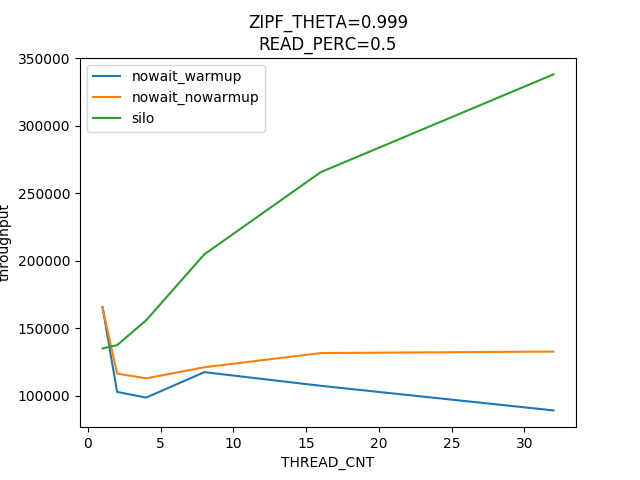 ZIPF_THETA=0.999
READ_PERC=0.5
350000
300000
250000
200000
150000
100000
throughput
nowait_warmup
nowait_nowarmup
silo
0 5 10 15 20 25 30
THREAD_CNT